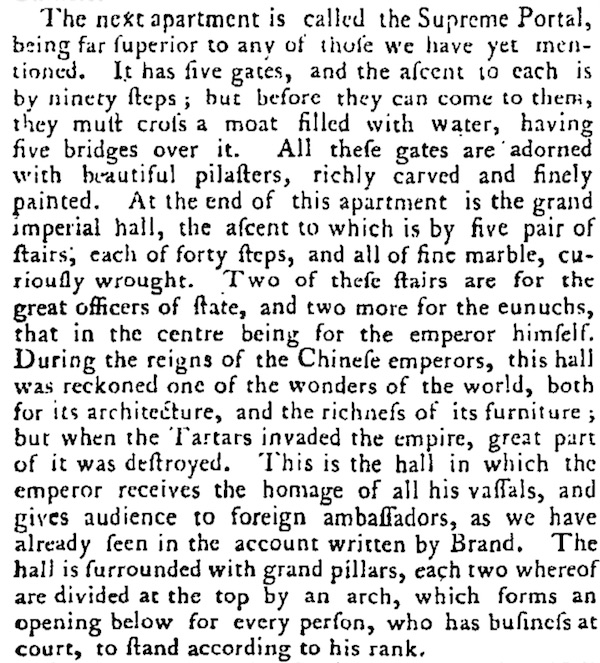 The next apartment is called the Supreme Portal,
being far ſuperior to any of thoſe we have yet men-
tioned. It has five gates, and the aſcent to each is
by ninety ſteps; but before they can come to them,
they muſt croſs a moat filled with water, having
five bridges over it. All theſe gates are adorned
with beautiful pilaſters, richly carved and finely
painted. At the end of this apartment is the grand
imperial hall, the aſcent to which is by five pair of
ſtairs, each of forty ſteps, and all of fine marble, cu-
riouſly wrought. Two of theſe ſtairs are for the
great officers of ſtate, and two more for the eunuchs,
that in the centre being for the emperor himſelf.
During the reigns of the Chineſe emperors, this hall
was reckoned one of the wonders of the world, both
for its architecture, and the richneſs of its furniture;
but when the Tartars invaded the empire, great part
of it was deſtroyed. This is the hall in which the
emperor receives the homage of all his vaſſals, and
gives audience to foreign ambaſſadors, as we have
already ſeen in the account written by Brand. The
hall is ſurrounded with grand pillars, each two whereof
are divided at the top by an arch, which forms an
opening below for every perſon, who has buſineſs at
court, to ſtand according to his rank.